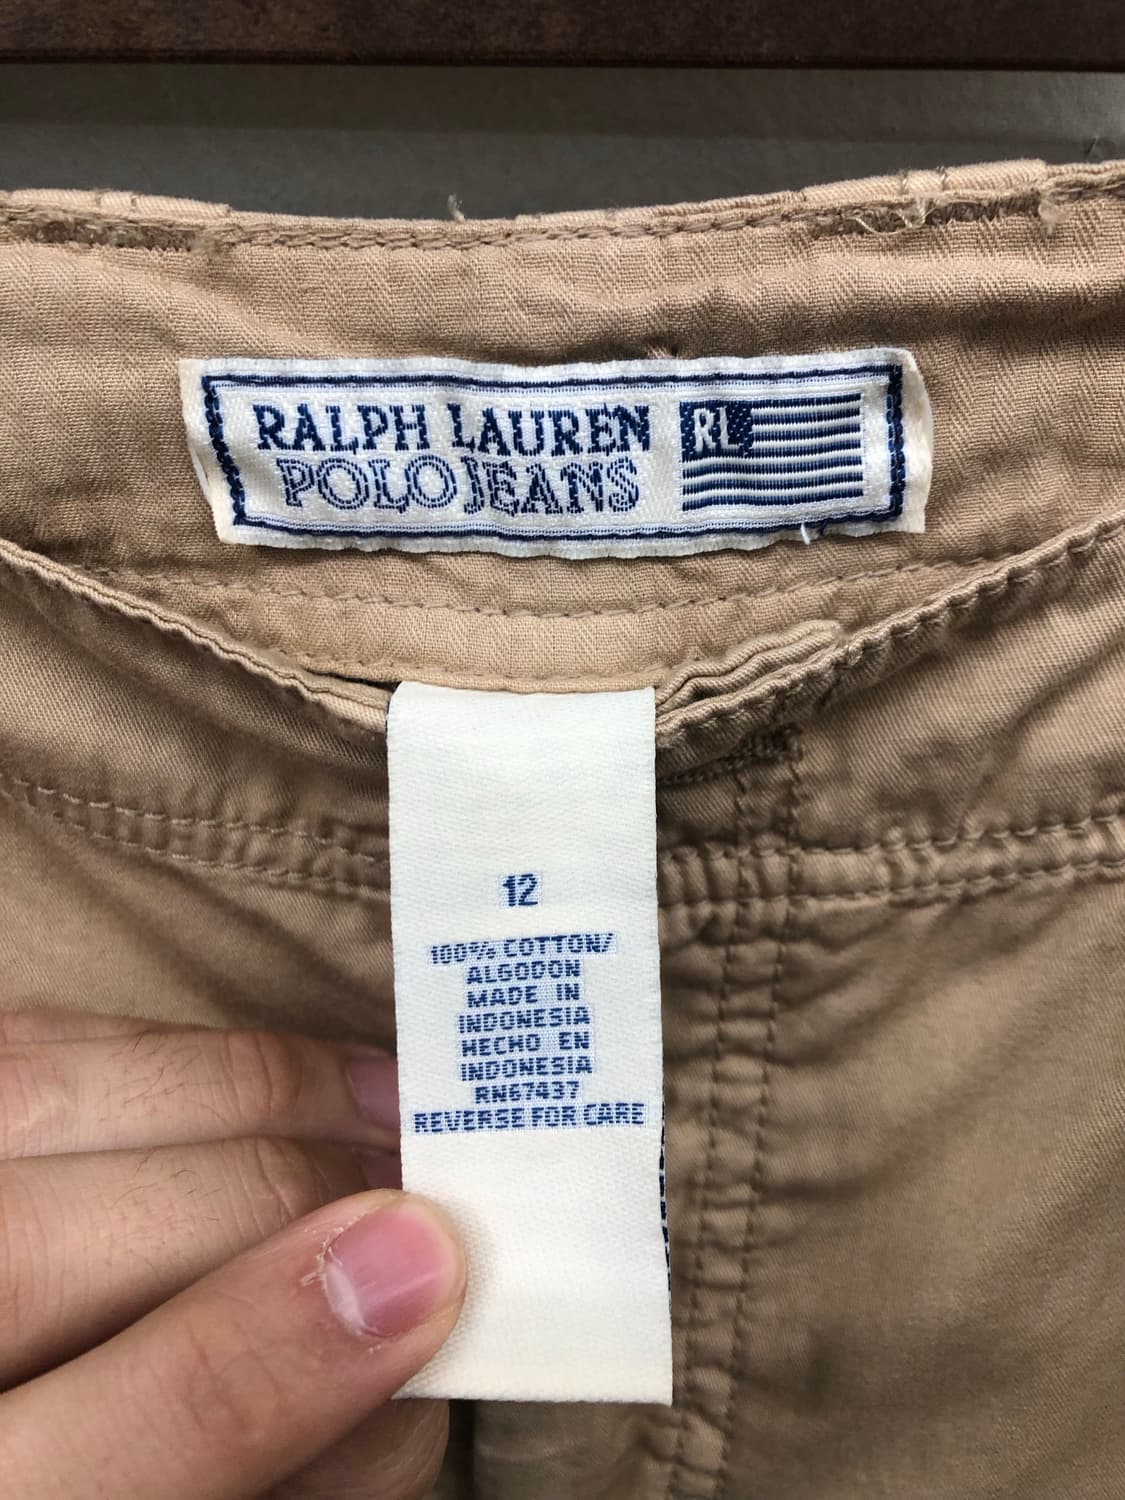 RALPH LAUREN
POLO JEANS
RL
12
100% COTTON/
ALGODON
MADE IN
INDONESIA
HECHO EN
INDONESIA
RN67437
REVERSE FOR CARE